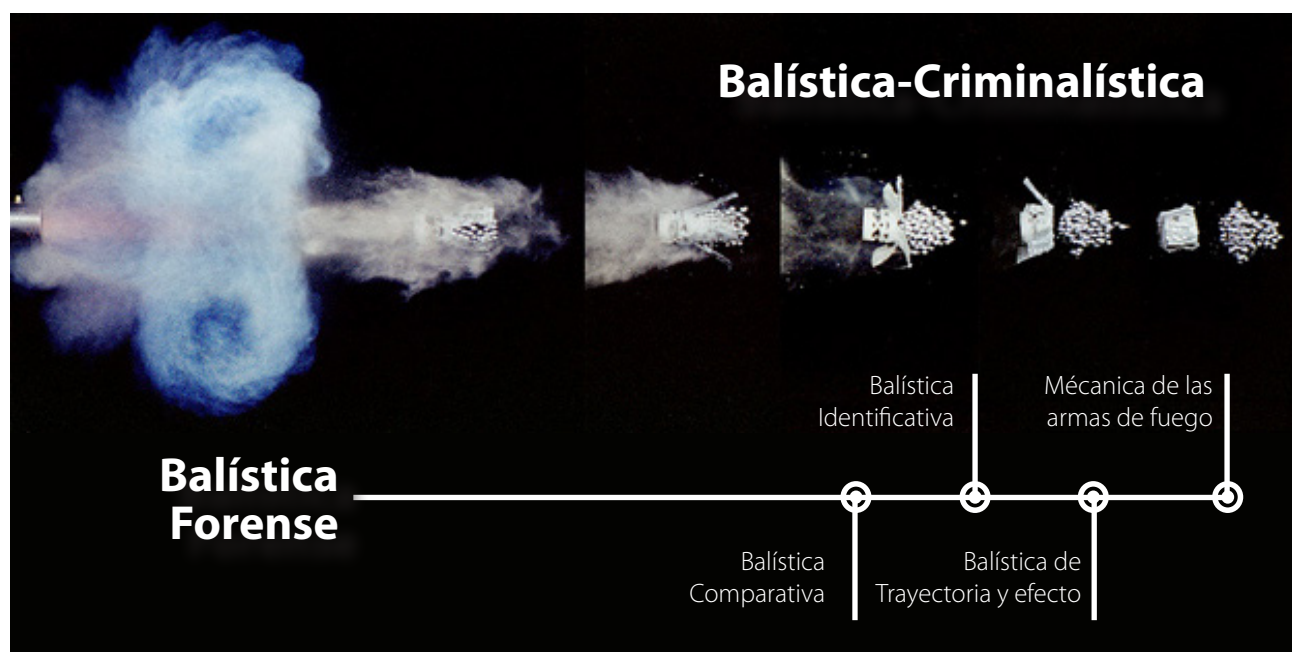 Balística-Criminalística
Balística
Identificativa
Mécanica de las
armas de fuego
Balística
Forense
Balística
Comparativa
Balística de
Trayectoria y efecto